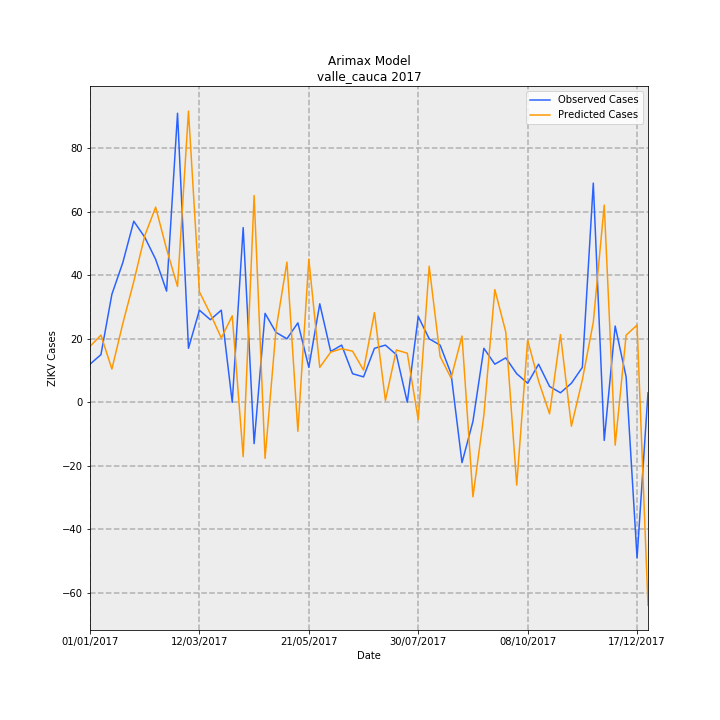 Arimax Model
valle_cauca 2017
Observed Cases
Predicted Cases
ZIKV Cases
80
60
40
20
0
−20
−40
−60
01/01/2017
12/03/2017
21/05/2017
30/07/2017
08/10/2017
17/12/2017
Date